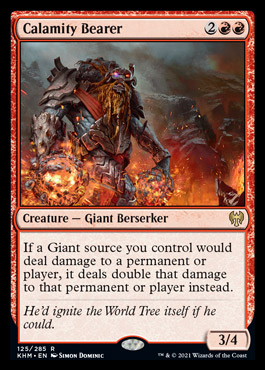 Calamity Bearer 2
Creature — Giant Berserker
If a Giant source you control would
deal damage to a permanent or
player, it deals double that damage
to that permanent or player instead.
He'd ignite the World Tree itself if he
could.
3/4
125/285 R
KHM • EN SIMON DOMINIC
™ & © 2021 Wizards of the Coast